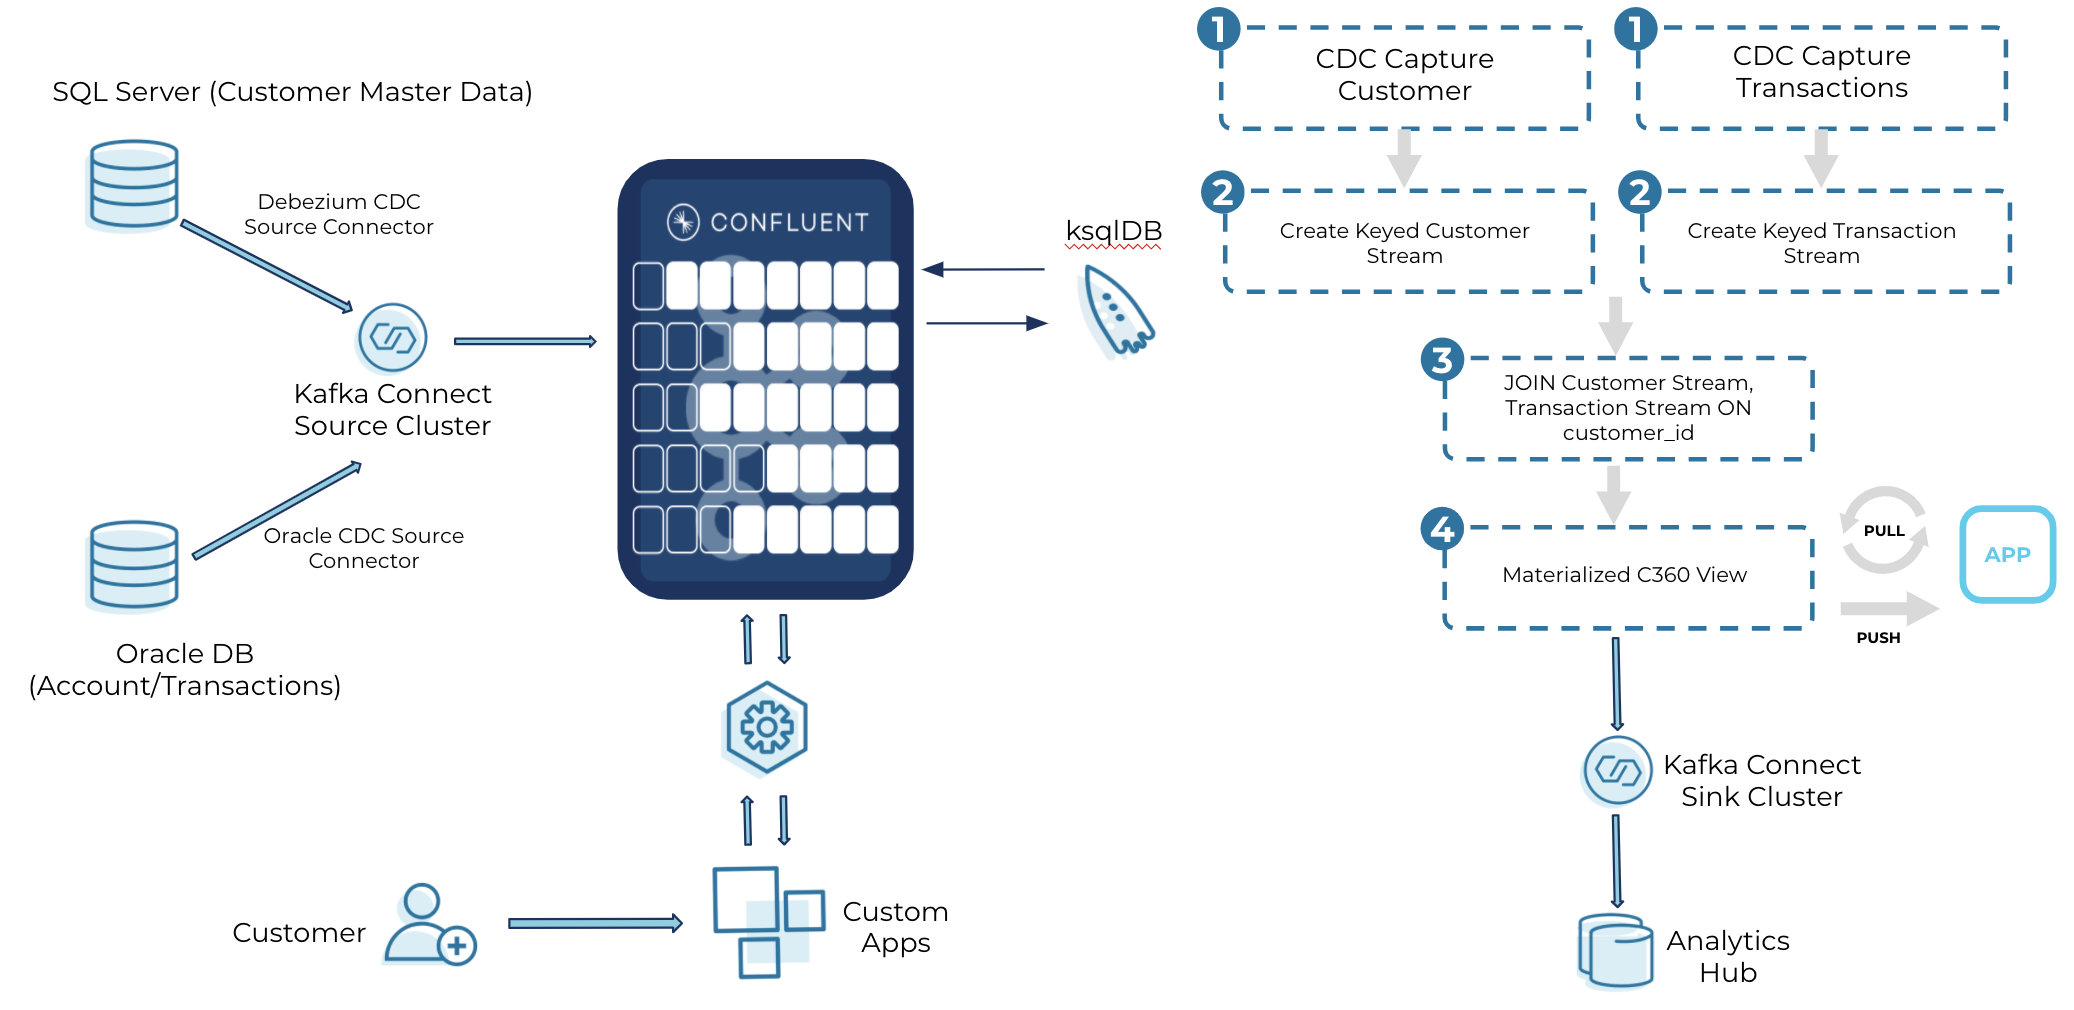 SQL Server (Customer Master Data)
Debezium CDC
Source Connector
Kafka Connect
Source Cluster
Oracle CDC Source
Connector
Oracle DB
(Account/Transactions)
CONFLUENT
ksqlDB
Customer
Custom
Apps
1
CDC Capture
Customer
1
CDC Capture
Transactions
2
Create Keyed Customer
Stream
2
Create Keyed Transaction
Stream
3
JOIN Customer Stream,
Transaction Stream ON
customer_id
4
Materialized C360 View
PULL
PUSH
APP
Kafka Connect
Sink Cluster
Analytics
Hub